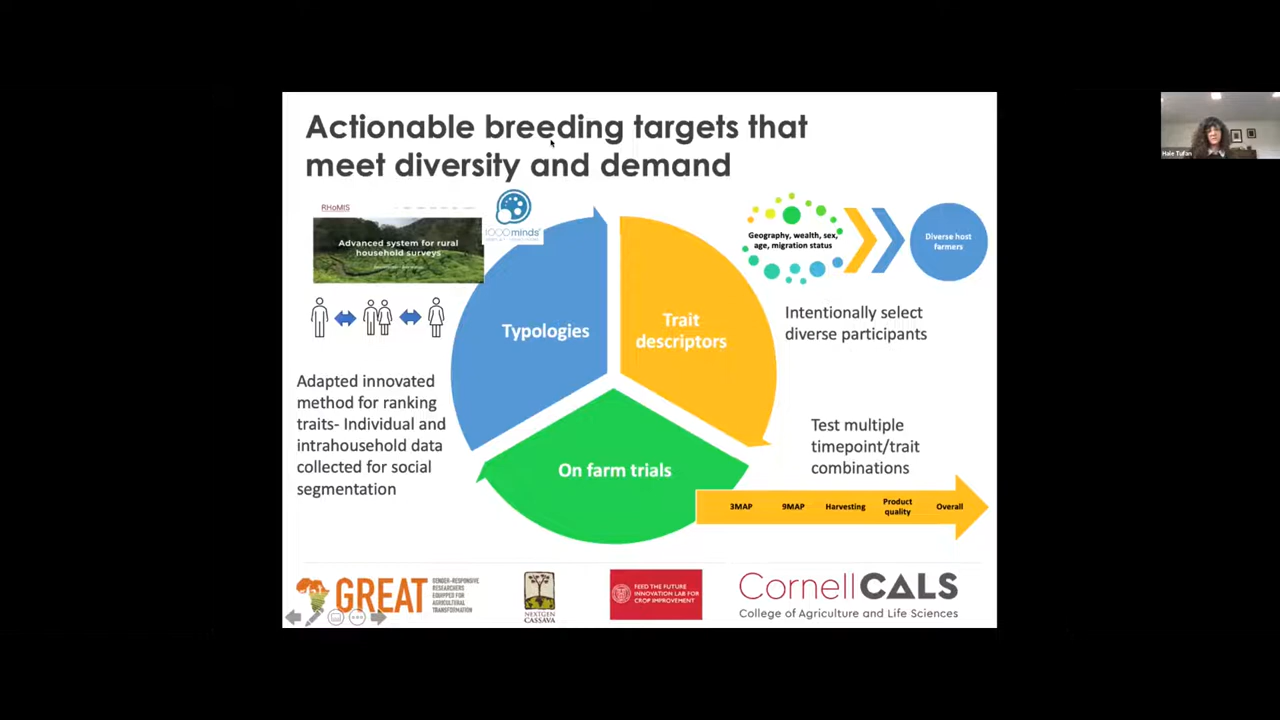 Actionable breeding targets that
meet diversity and demand
RHoMIS
Advanced system for rural
household surveys
1000minds
Typologies
Trait
descriptors
On farm trials
Geography, wealth, sex,
age, migration status
Diverse host
farmers
Intentionally select
diverse participants
Adapted innovated
method for ranking
traits- Individual and
intrahousehold data
collected for social
segmentation
Test multiple
timepoint/trait
combinations
3MAP
9MAP
Harvesting
Product
quality
Overall
GREAT
GENDER-RESPONSIVE
RESEARCHERS
EQUIPPED FOR
AGRICULTURAL
TRANSFORMATION
NEXTGEN
CASSAVA
FEED THE FUTURE
INNOVATION LAB FOR
CROP IMPROVEMENT
CornellCALS
College of Agriculture and Life Sciences
Hale Tufan